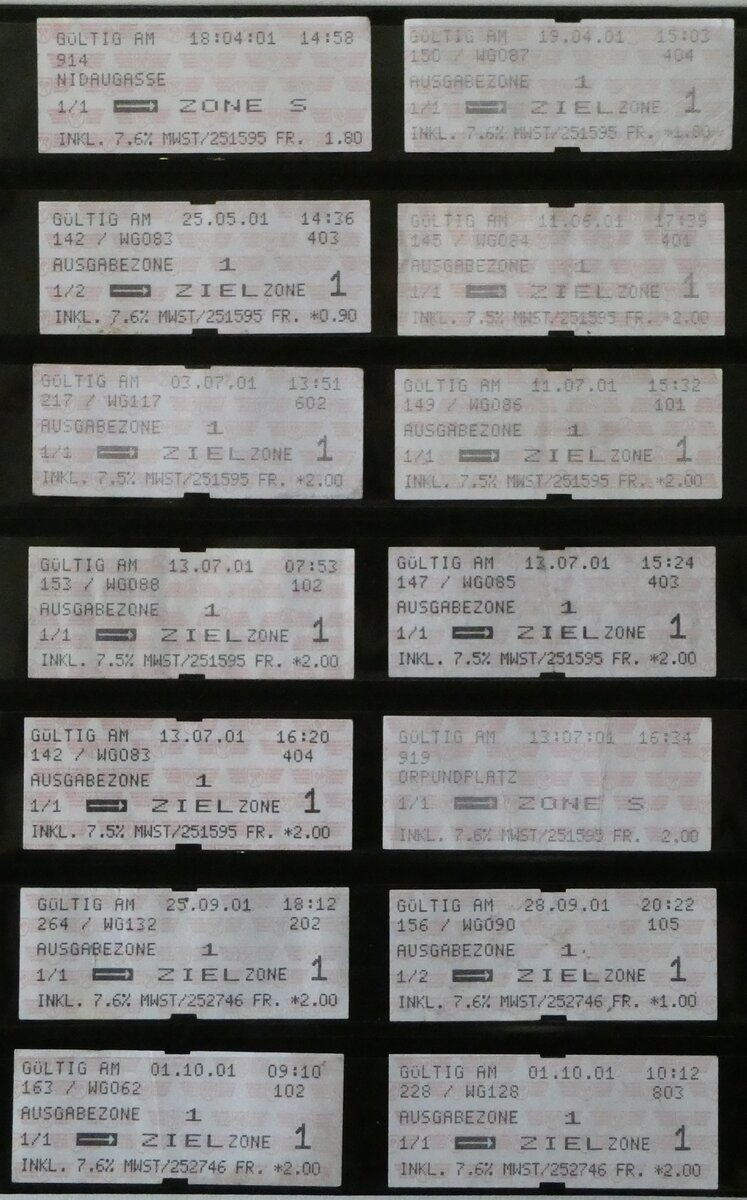 GÜLTIG AM 18:04:01 14:58
914
NIDAUGASSE
1/1 ZONE S
INKL. 7.6% MWST/251595 FR. 1.80
GÜLTIG AM 19.04.01 15:03
150 / WG087 404
AUSGABEZONE 1
1/1 ZIELZONE 1
INKL. 7.6% MWST/251595 FR. *1.80
GÜLTIG AM 25.05.01 14:36
142 / WG083 403
AUSGABEZONE 1
1/2 ZIELZONE 1
INKL. 7.6% MWST/251595 FR. *0.90
GÜLTIG AM 11.06.01 17:39
145 / WG084 401
AUSGABEZONE 1
1/1 ZIELZONE 1
INKL. 7.5% MWST/251595 FR. *2.00
GÜLTIG AM 03.07.01 13:51
217 / WG117 602
AUSGABEZONE 1
1/1 ZIELZONE 1
INKL. 7.5% MWST/251595 FR. *2.00
GÜLTIG AM 11.07.01 15:32
149 / WG086 101
AUSGABEZONE 1
1/1 ZIELZONE 1
INKL. 7.5% MWST/251595 FR. *2.00
GÜLTIG AM 13.07.01 07:53
153 / WG088 102
AUSGABEZONE 1
1/1 ZIELZONE 1
INKL. 7.5% MWST/251595 FR. *2.00
GÜLTIG AM 13.07.01 15:24
147 / WG085 403
AUSGABEZONE 1
1/1 ZIELZONE 1
INKL. 7.5% MWST/251595 FR. *2.00
GÜLTIG AM 13.07.01 16:20
142 / WG083 404
AUSGABEZONE 1
1/1 ZIELZONE 1
INKL. 7.5% MWST/251595 FR. *2.00
GÜLTIG AM 13:07:01 16:34
919
ORPUNDPLATZ
1/1 ZONE S
INKL. 7.6% MWST/251595 FR. 2.00
GÜLTIG AM 25.09.01 18:12
264 / WG132 202
AUSGABEZONE 1
1/1 ZIELZONE 1
INKL. 7.6% MWST/252746 FR. *2.00
GÜLTIG AM 28.09.01 20:22
156 / WG090 105
AUSGABEZONE 1
1/2 ZIELZONE 1
INKL. 7.6% MWST/252746 FR. *1.00
GÜLTIG AM 01.10.01 09:10
163 / WG062 102
AUSGABEZONE 1
1/1 ZIELZONE 1
INKL. 7.6% MWST/252746 FR. *2.00
GÜLTIG AM 01.10.01 10:12
228 / WG128 803
AUSGABEZONE 1
1/1 ZIELZONE 1
INKL. 7.6% MWST/252746 FR. *2.00